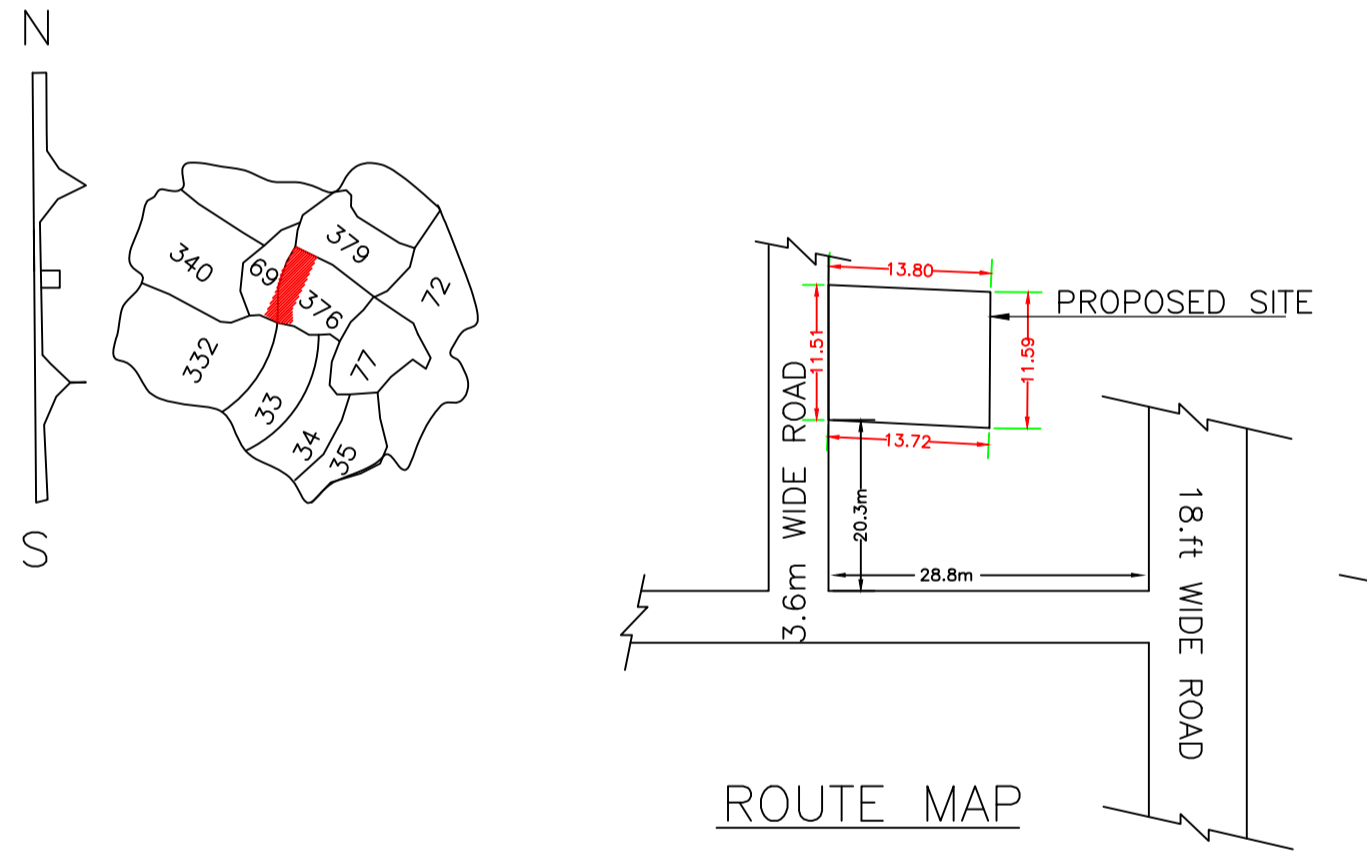 N
S
340
69
379
72
376
332
77
33
34
35
13.80
11.51
11.59
13.72
PROPOSED SITE
3.6m WIDE ROAD
20.3m
28.8m
18.ft WIDE ROAD
ROUTE MAP